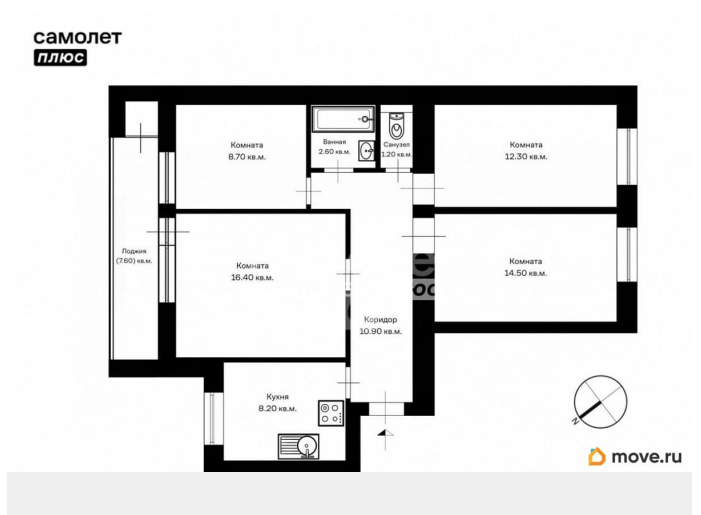 самолет
плюс
Комната
8.70 кв.м.
Ванная
2.60 кв.м.
Санузел
1.20 кв.м.
Комната
12.30 кв.м.
Лоджия
(7.60) кв.м.
Комната
16.40 кв.м.
Комната
14.50 кв.м.
Коридор
10.90 кв.м.
Кухня
8.20 кв.м.
N
move.ru